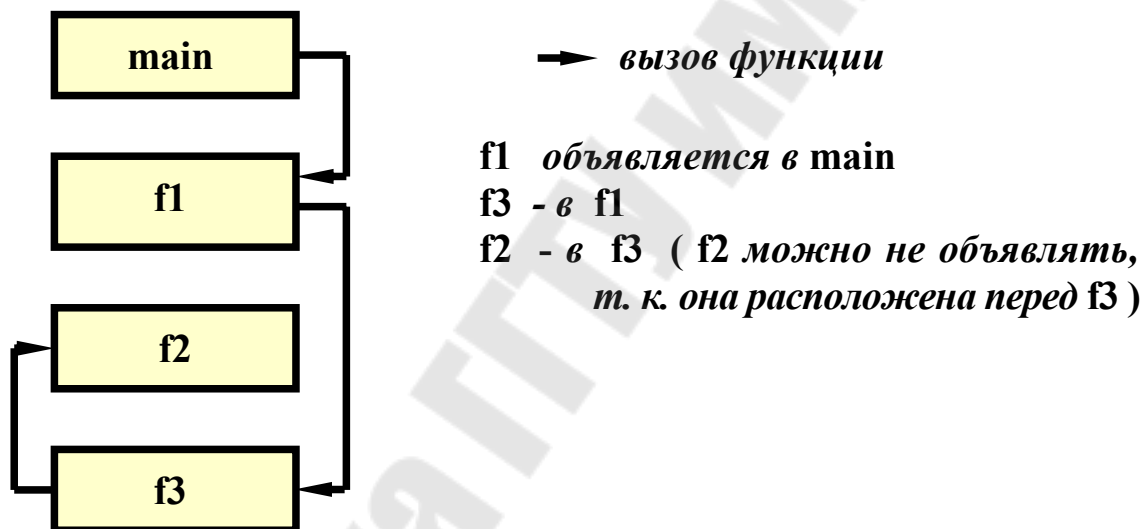 main
вызов функции
f1 объявляется в main
f1
f3 - в f1
f2 - в f3 ( f2 можно не объявлять,
т. к. она расположена перед f3 )
f2
f3